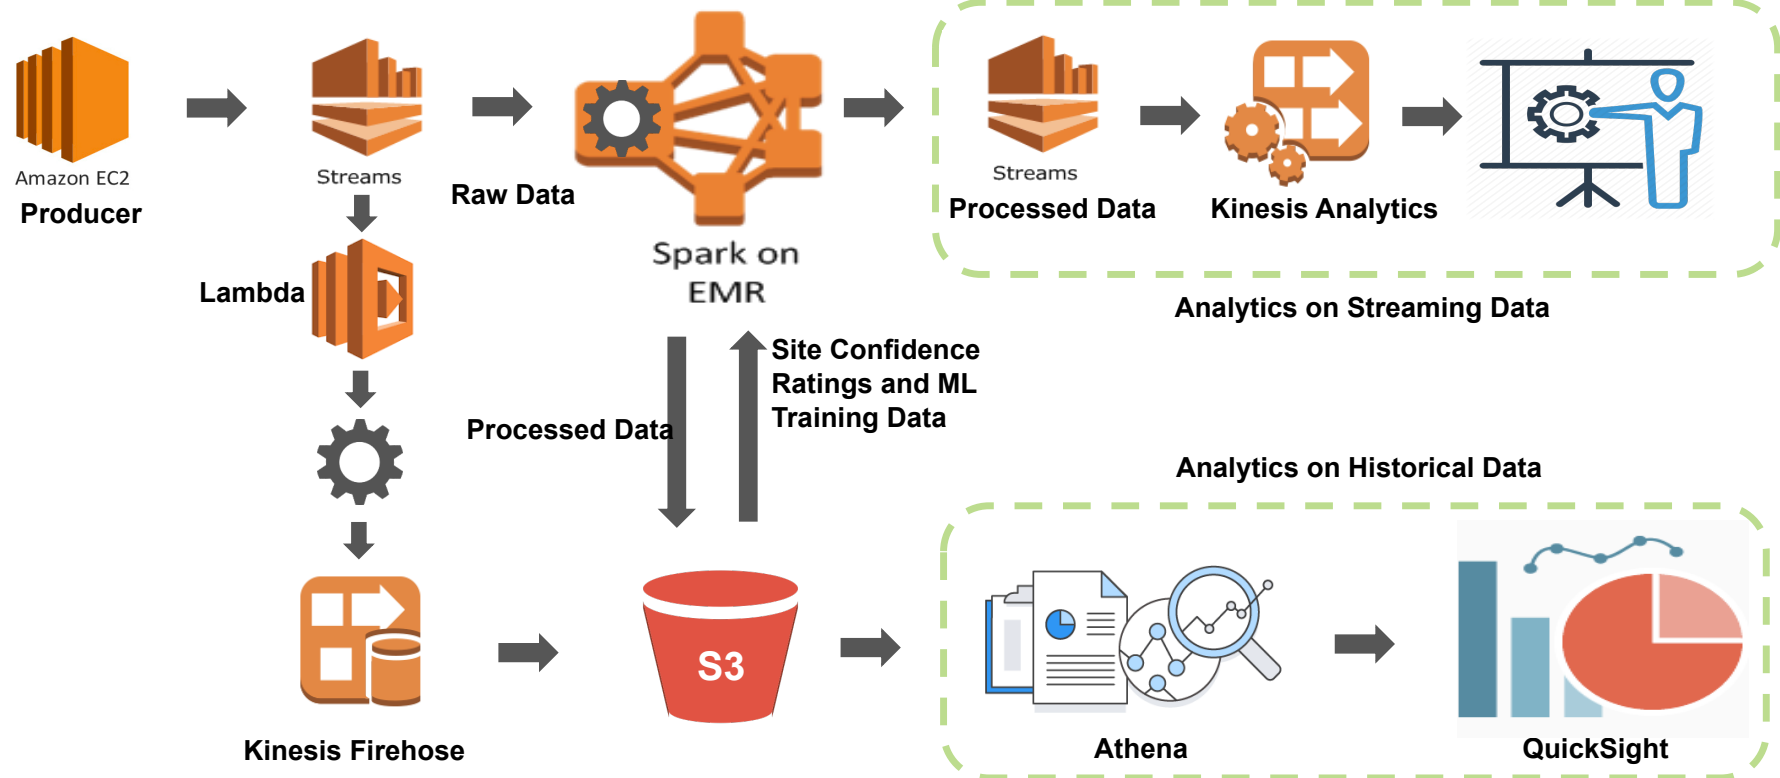 Amazon EC2
Producer
Streams
Raw Data
Spark on
EMR
Streams
Processed Data
Kinesis Analytics
Analytics on Streaming Data
Lambda
Site Confidence
Ratings and ML
Training Data
Processed Data
Analytics on Historical Data
Kinesis Firehose
S3
Athena
QuickSight